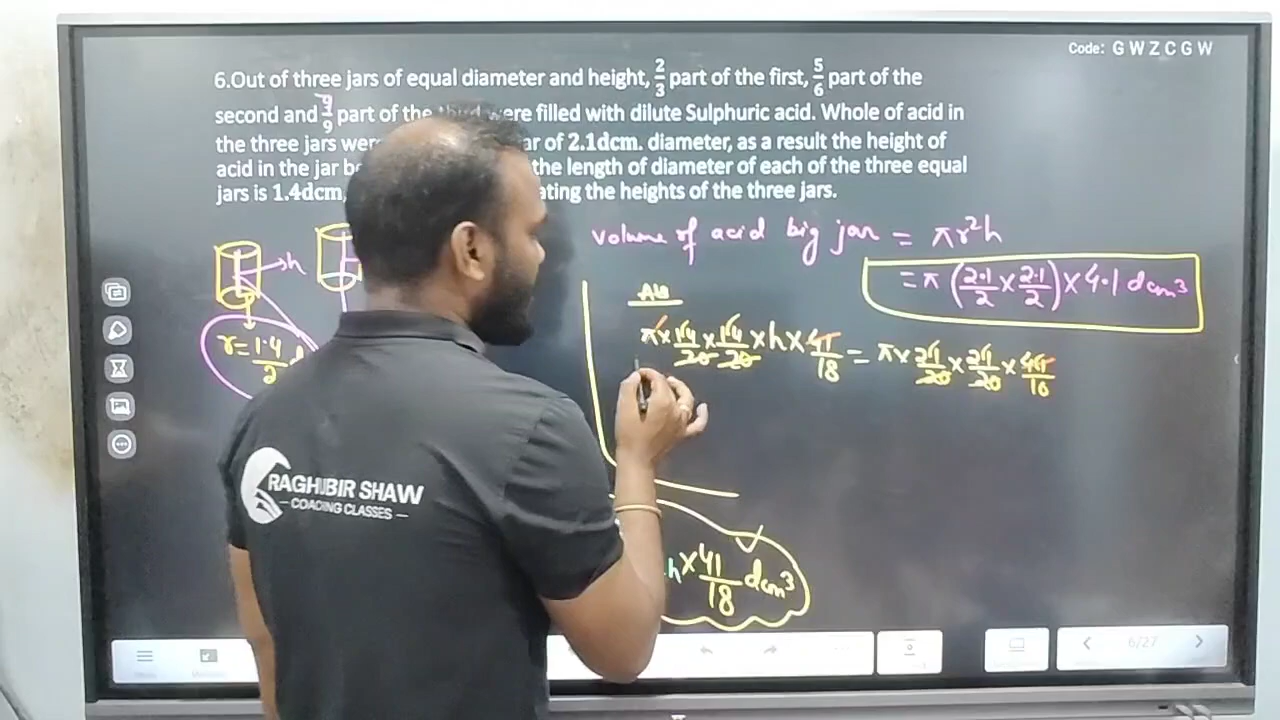 Code: G W Z C G W
6.Out of three jars of equal diameter and height, 2/3 part of the first, 5/6 part of the
second and 7/9 part of the third were filled with dilute Sulphuric acid. Whole of acid in
the three jars were ar of 2.1dcm. diameter, as a result the height of
acid in the jar be the length of diameter of each of the three equal
jars is 1.4dcm, ating the heights of the three jars.
Volume of acid big jar = πr²h
= π (2.1/2 × 2.1/2) × 4.1 dcm³
h
r = 1.4/2 d
π × 14/20 × 14/20 × h × 41/18 = π × 21/20 × 21/20 × 41/10
h × 41/18 dcm³
RAGHUBIR SHAW
COACHING CLASSES
6/27